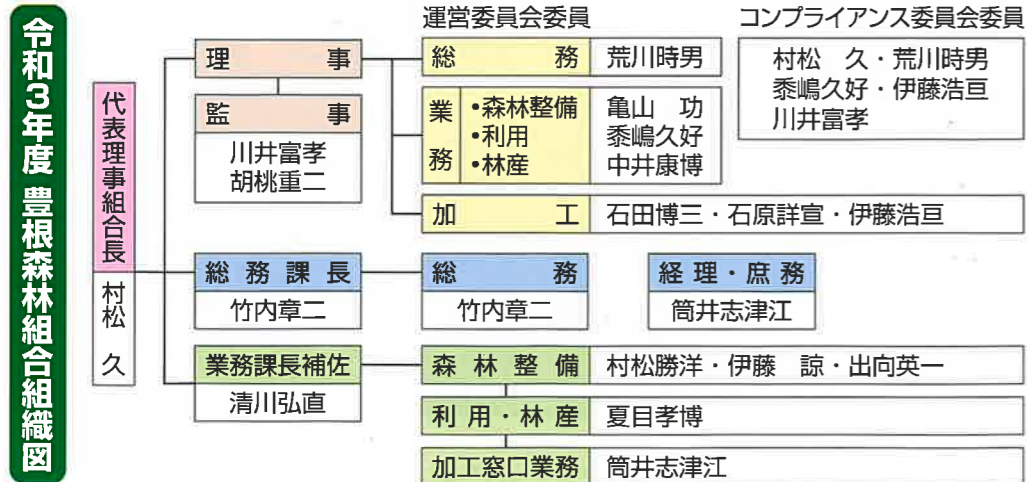 令和3年度 豊根森林組合組織図
運営委員会委員
コンプライアンス委員会委員
代表理事組合長
村松 久
理事
監事
川井富孝
胡桃重二
総務
荒川時男
業務
•森林整備
•利用
•林産
亀山 功
黍嶋久好
中井康博
加工
石田博三・石原詳宣・伊藤浩亘
村松 久・荒川時男
黍嶋久好・伊藤浩亘
川井富孝
総務課長
竹内章二
総務
竹内章二
経理・庶務
筒井志津江
業務課長補佐
清川弘直
森林整備
村松勝洋・伊藤 諒・出向英一
利用・林産
夏目孝博
加工窓口業務
筒井志津江